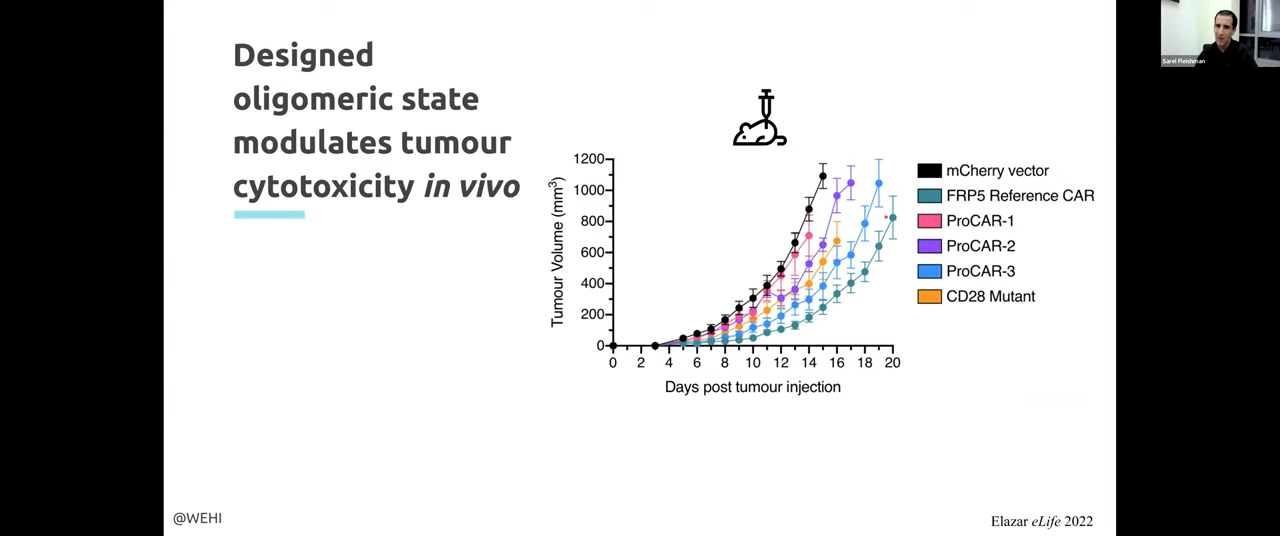 Designed
oligomeric state
modulates tumour
cytotoxicity in vivo
Sarel Fleishman
Tumour Volume (mm³)
1200
1000
800
600
400
200
0
0 2 4 6 8 10 12 14 16 18 20
Days post tumour injection
mCherry vector
FRP5 Reference CAR
ProCAR-1
ProCAR-2
ProCAR-3
CD28 Mutant
@WEHI
Elazar eLife 2022